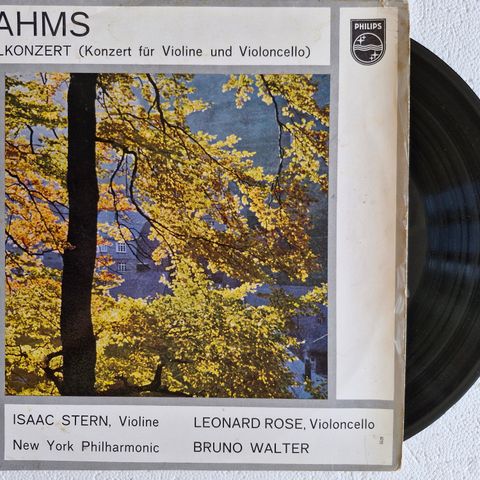 AHMS
LKONZERT (Konzert für Violine und Violoncello)
PHILIPS
ISAAC STERN, Violine LEONARD ROSE, Violoncello
New York Philharmonic BRUNO WALTER